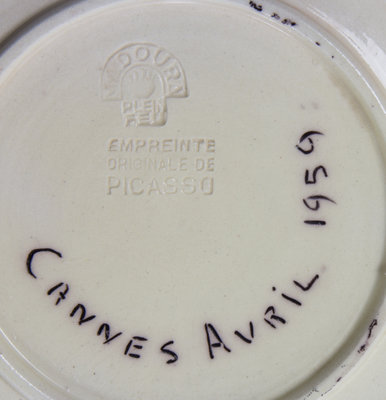 MADOURA
PLEIN
FEU
EMPREINTE
ORIGINALE DE
PICASSO
CANNES AVRIL 1959